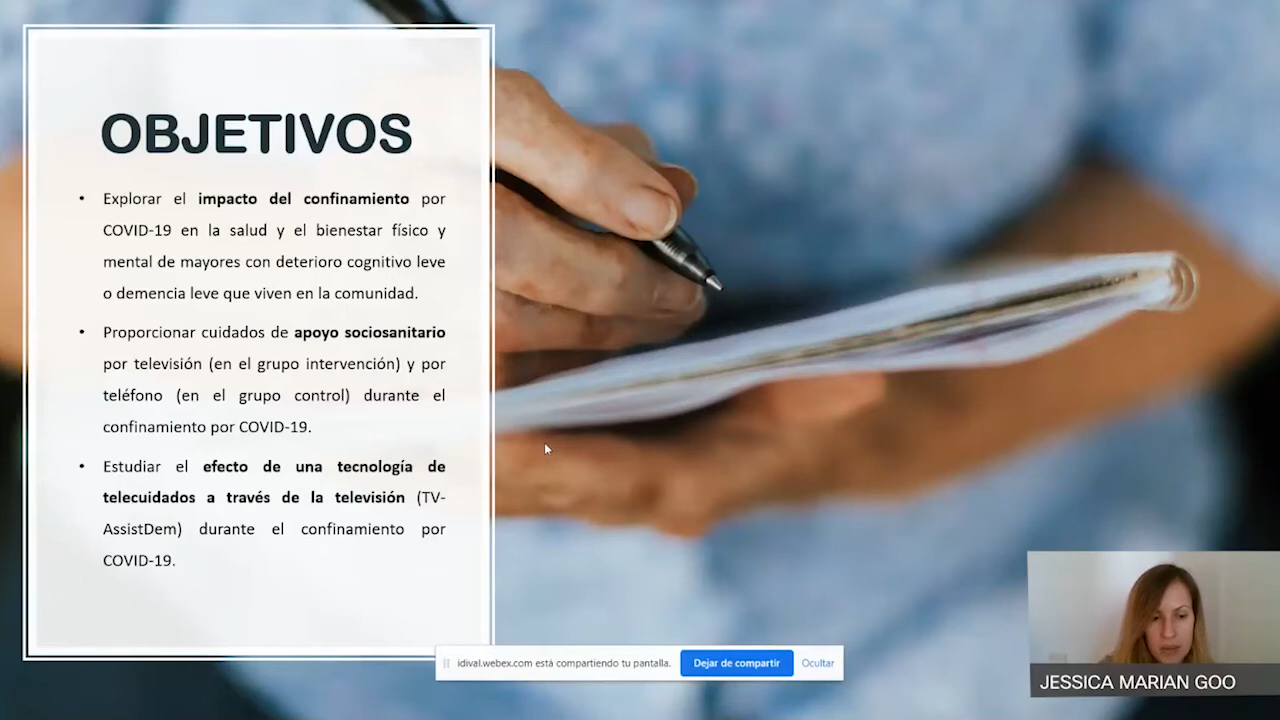 OBJETIVOS
• Explorar el impacto del confinamiento por
COVID-19 en la salud y el bienestar físico y
mental de mayores con deterioro cognitivo leve
o demencia leve que viven en la comunidad.
• Proporcionar cuidados de apoyo sociosanitario
por televisión (en el grupo intervención) y por
teléfono (en el grupo control) durante el
confinamiento por COVID-19.
• Estudiar el efecto de una tecnología de
telecuidados a través de la televisión (TV-
AssistDem) durante el confinamiento por
COVID-19.
idival.webex.com está compartiendo tu pantalla. Dejar de compartir Ocultar
JESSICA MARIAN GOO